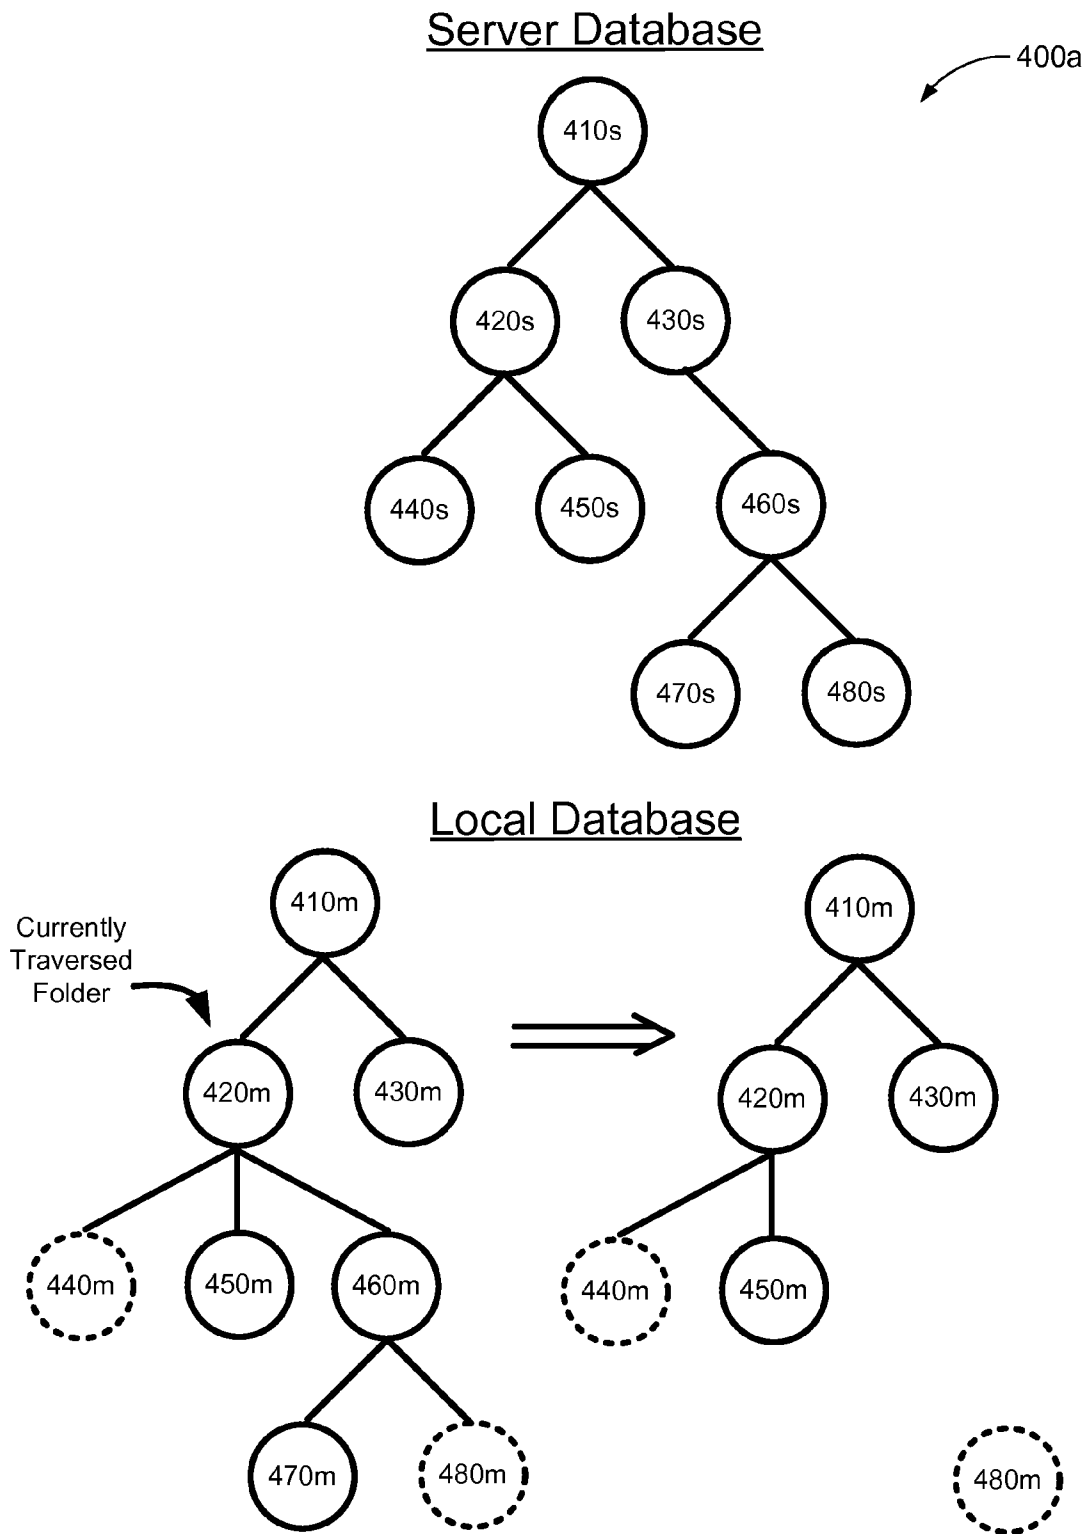 Server Database
400a
410s
420s
430s
440s
450s
460s
470s
480s
Local Database
410m
410m
Currently
Traversed
Folder
420m
430m
420m
430m
440m
450m
460m
440m
450m
470m
480m
480m